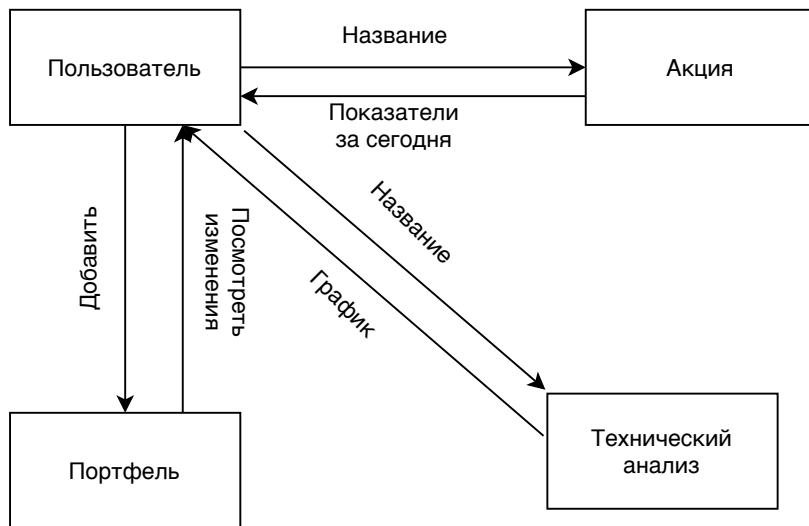 Название
Пользователь
Акция
Показатели
за сегодня
Добавить
Посмотреть
изменения
Название
График
Портфель
Технический
анализ